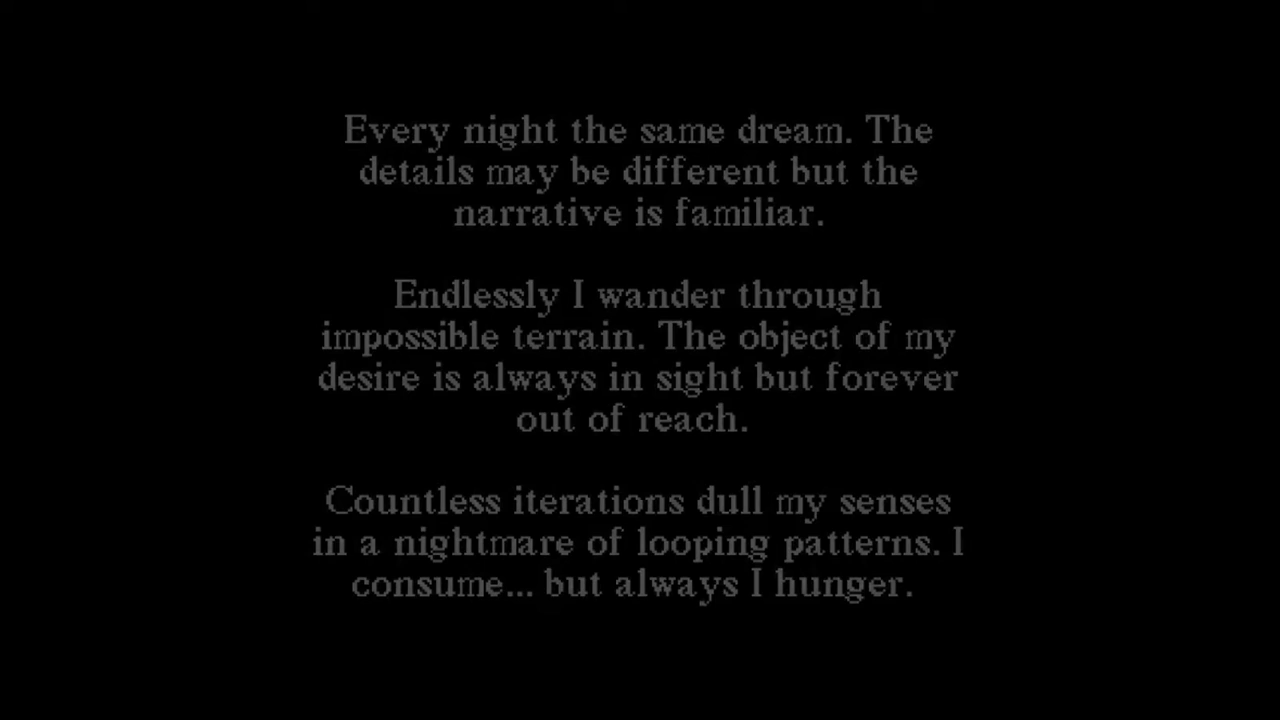 Every night the same dream. The
details may be different but the
narrative is familiar.
Endlessly I wander through
impossible terrain. The object of my
desire is always in sight but forever
out of reach.
Countless iterations dull my senses
in a nightmare of looping patterns. I
consume... but always I hunger.